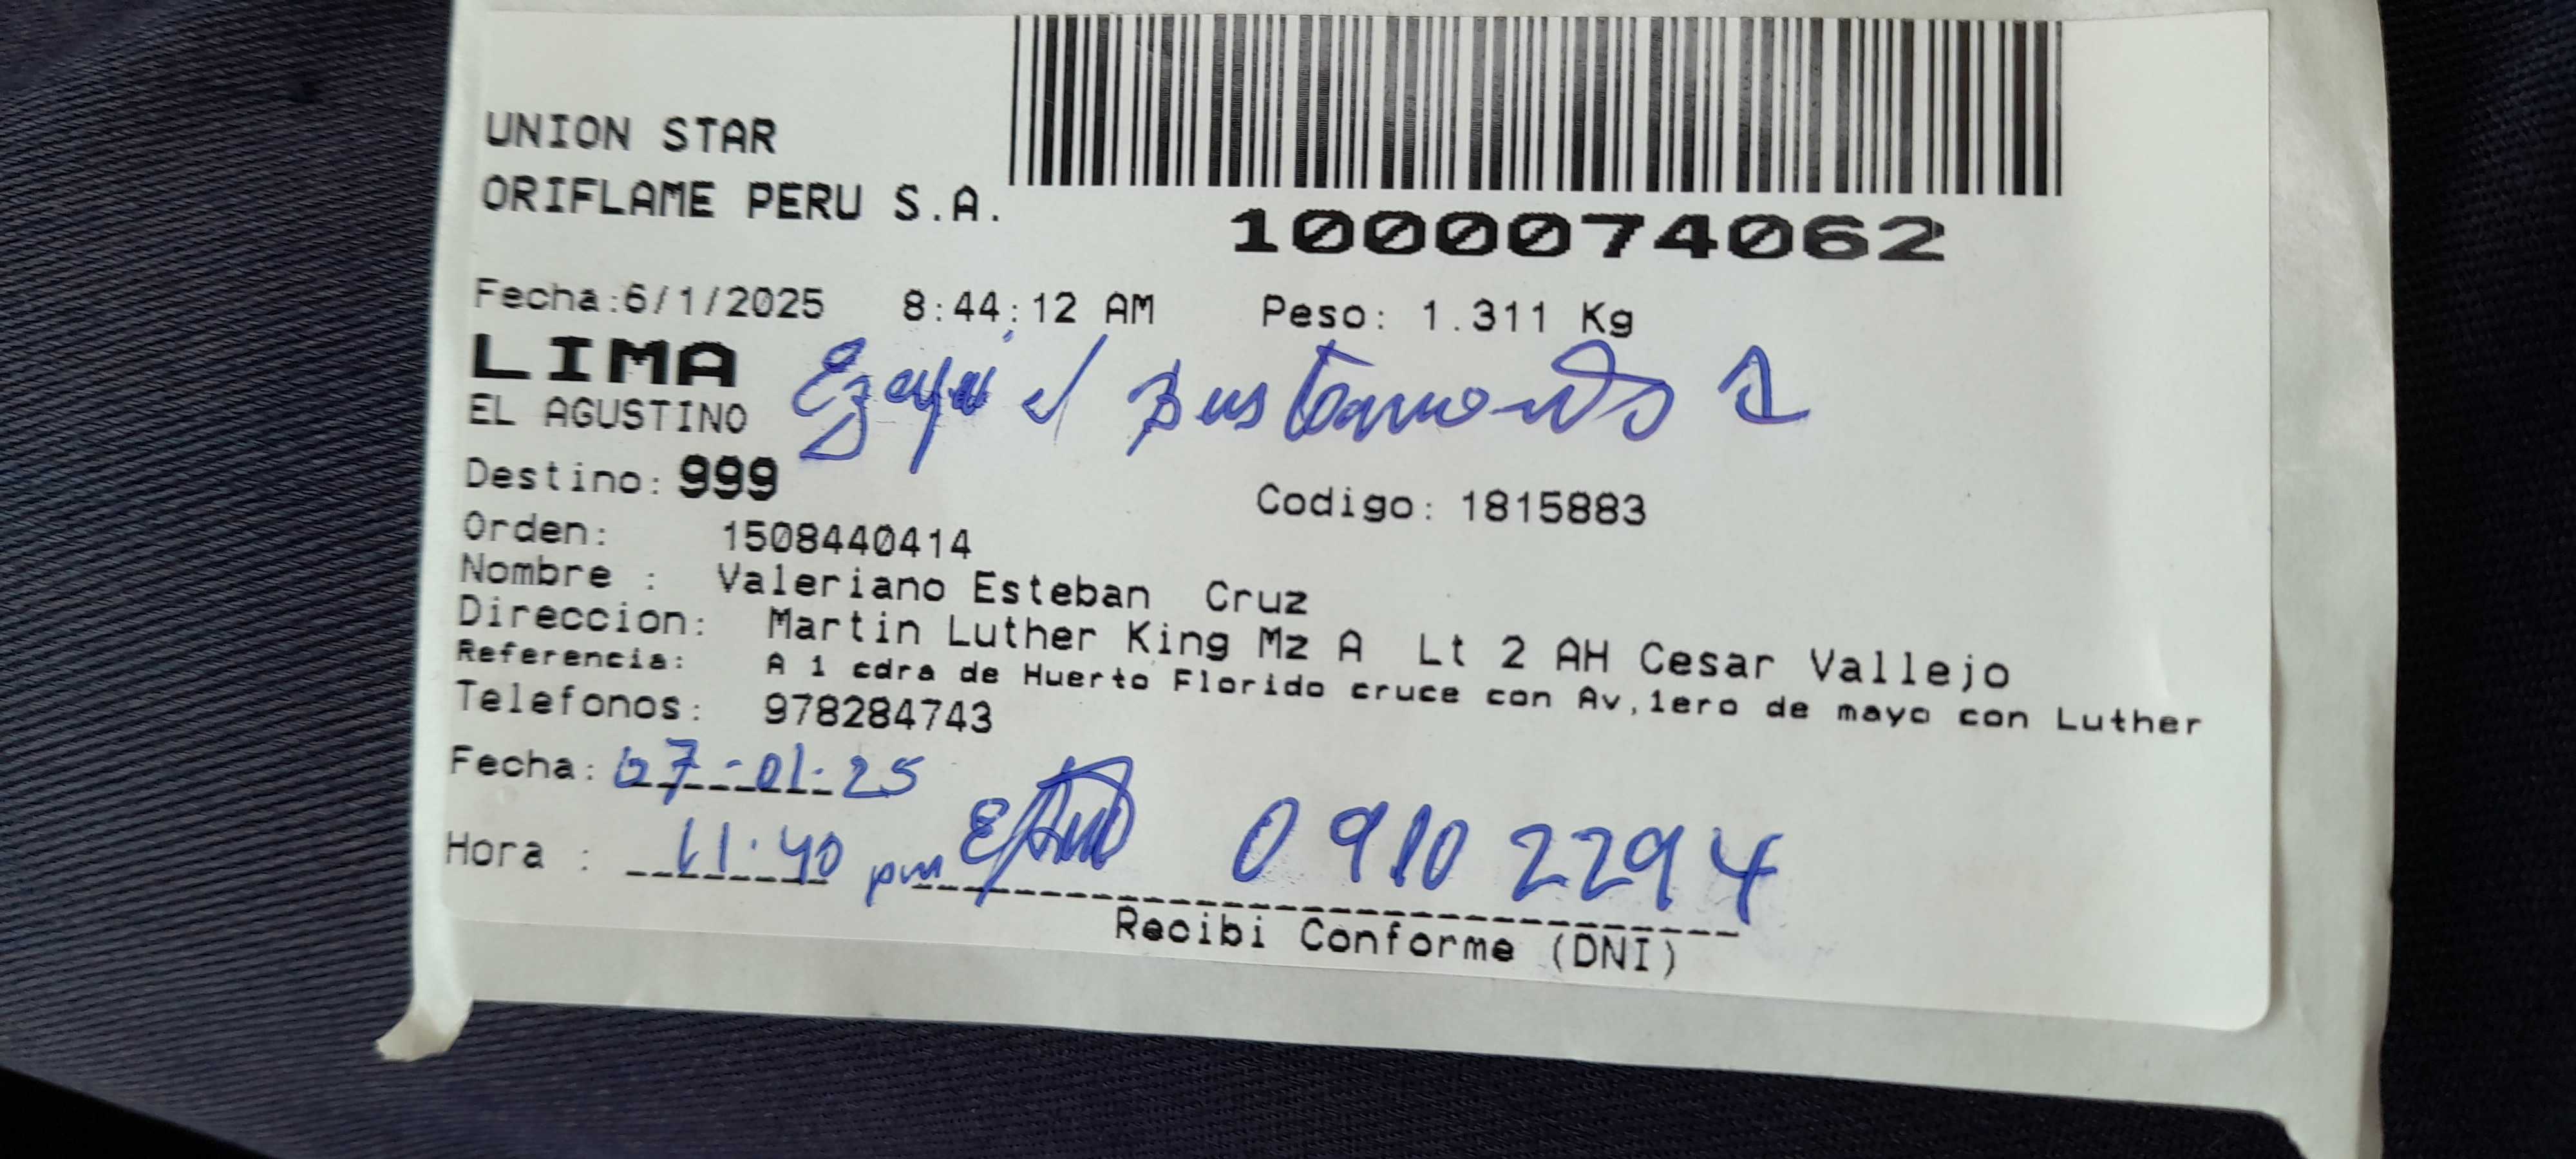 UNION STAR
ORIFLAME PERU S.A.
1000074062
Fecha:6/1/2025 8:44:12 AM Peso: 1.311 Kg
LIMA
EL AGUSTINO
Destino: 999 Codigo: 1815883
Orden: 1508440414
Nombre : Valeriano Esteban Cruz
Direccion: Martin Luther King Mz A Lt 2 AH Cesar Vallejo
Referencia: A 1 cdra de Huerto Florido cruce con Av,1ero de mayo con Luther
Telefonos: 978284743
Fecha: 07-01-25
Hora : 11:40 pm 09102294
Recibi Conforme (DNI)